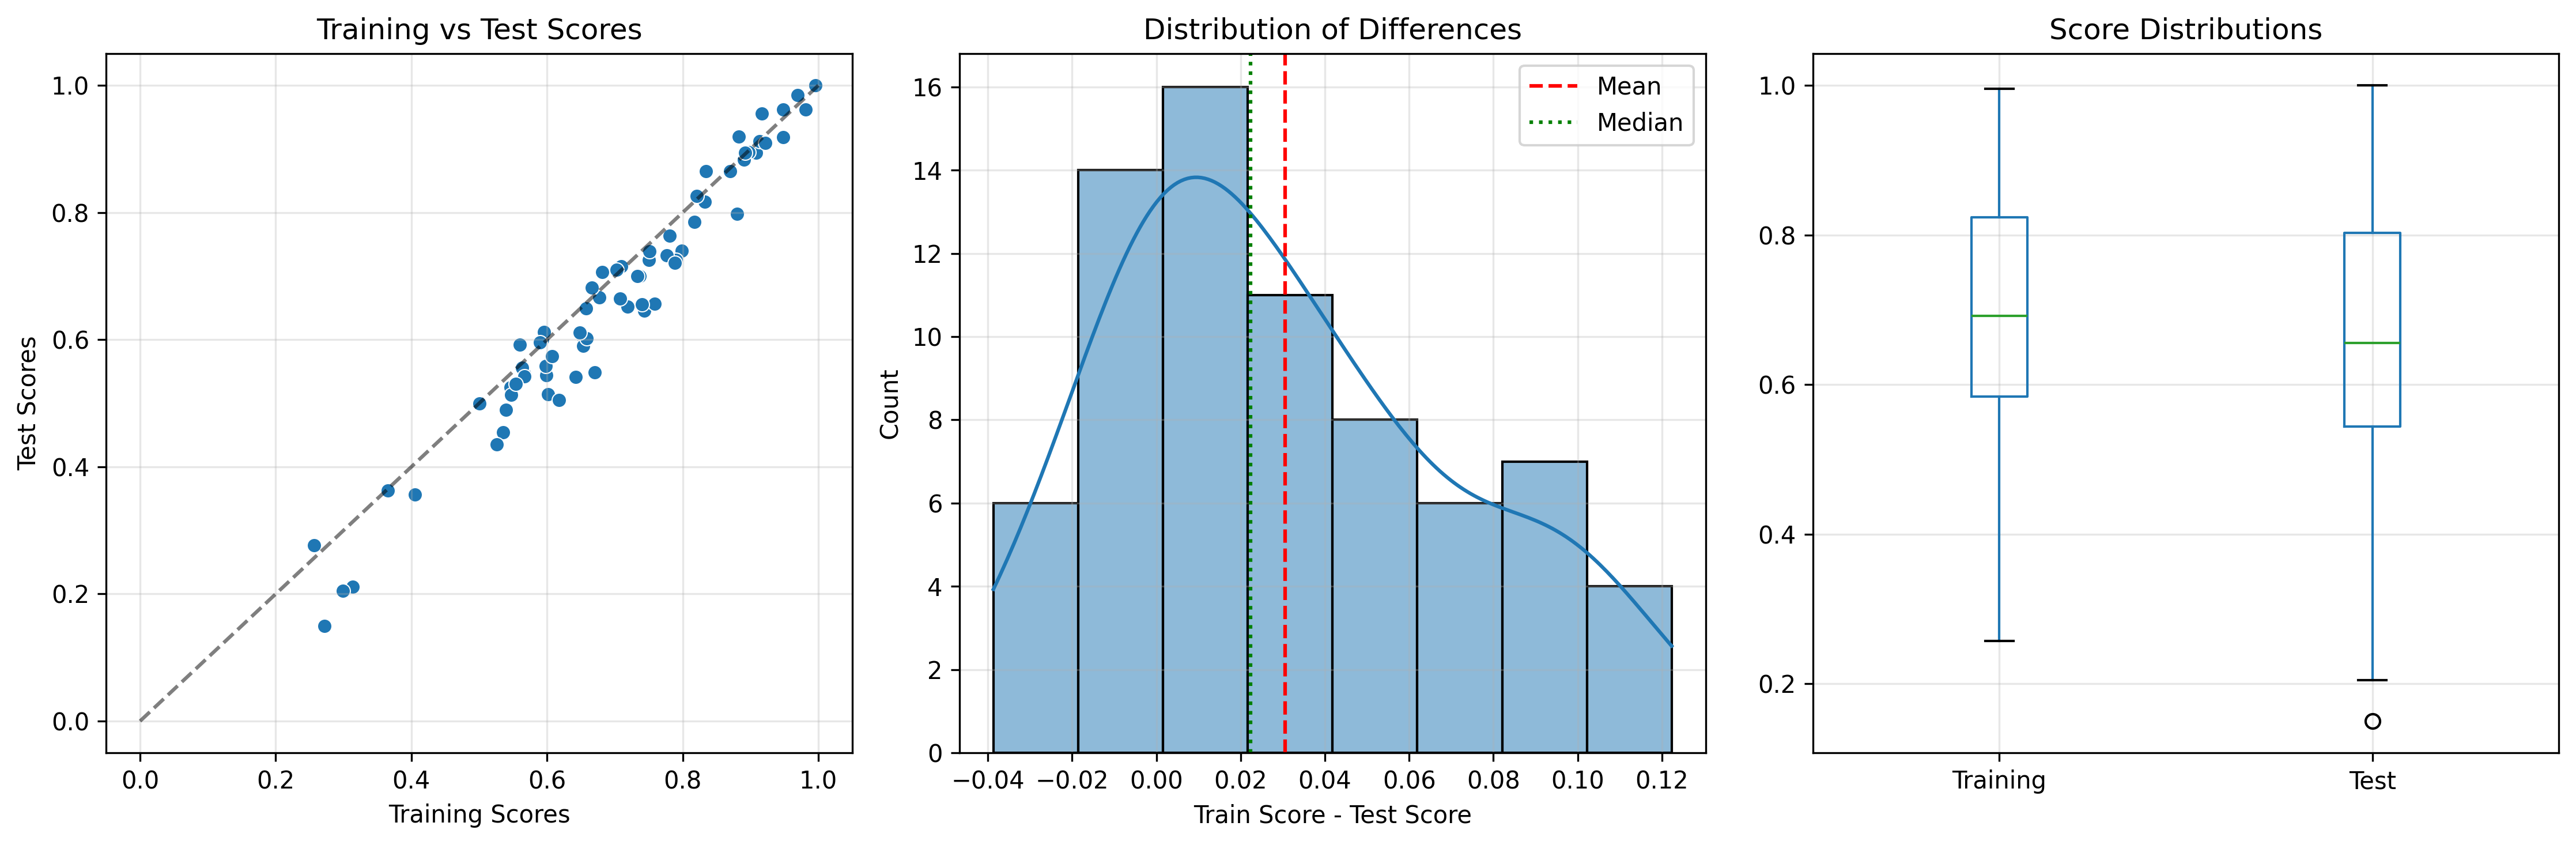 Training vs Test Scores
Test Scores
1.0
0.8
0.6
0.4
0.2
0.0
0.0 0.2 0.4 0.6 0.8 1.0
Training Scores
Distribution of Differences
Count
16
14
12
10
8
6
4
2
0
Mean
Median
−0.04 −0.02 0.00 0.02 0.04 0.06 0.08 0.10 0.12
Train Score - Test Score
Score Distributions
1.0
0.8
0.6
0.4
0.2
Training Test